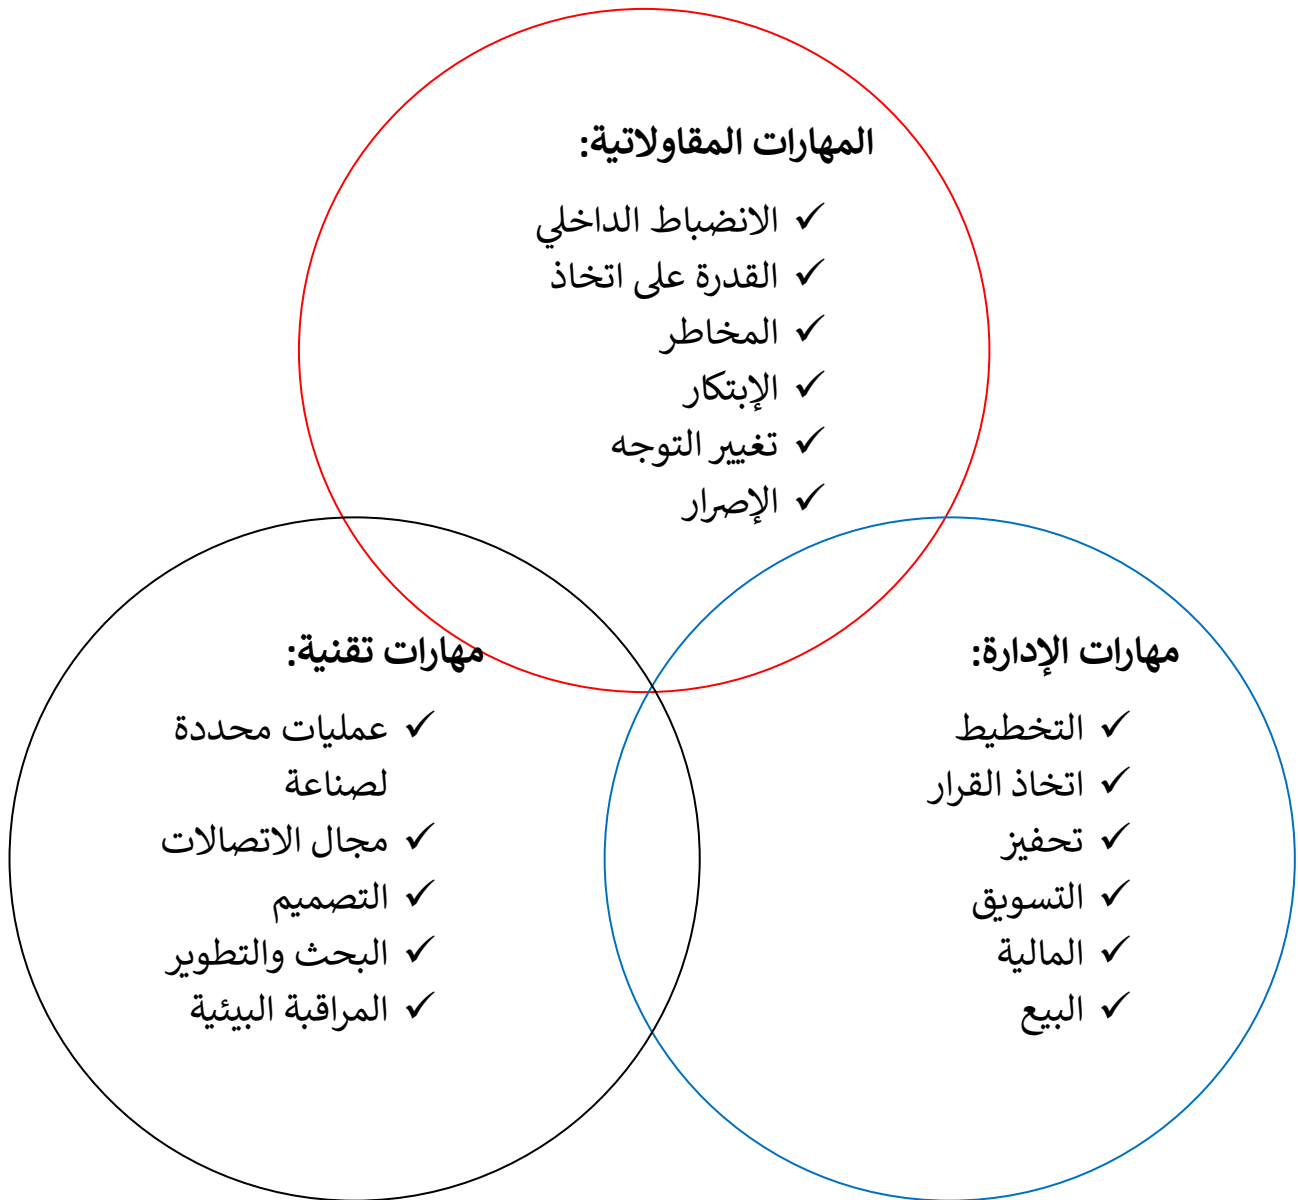 المهارات المقاولاتية:
✓ الانضباط الداخلي
✓ القدرة على اتخاذ
✓ المخاطر
✓ الإبتكار
✓ تغيير التوجه
✓ الإصرار
مهارات الإدارة:
✓ التخطيط
✓ اتخاذ القرار
✓ تحفيز
✓ التسويق
✓ المالية
✓ البيع
مهارات تقنية:
✓ عمليات محددة
لصناعة
✓ مجال الاتصالات
✓ التصميم
✓ البحث والتطوير
✓ المراقبة البيئية